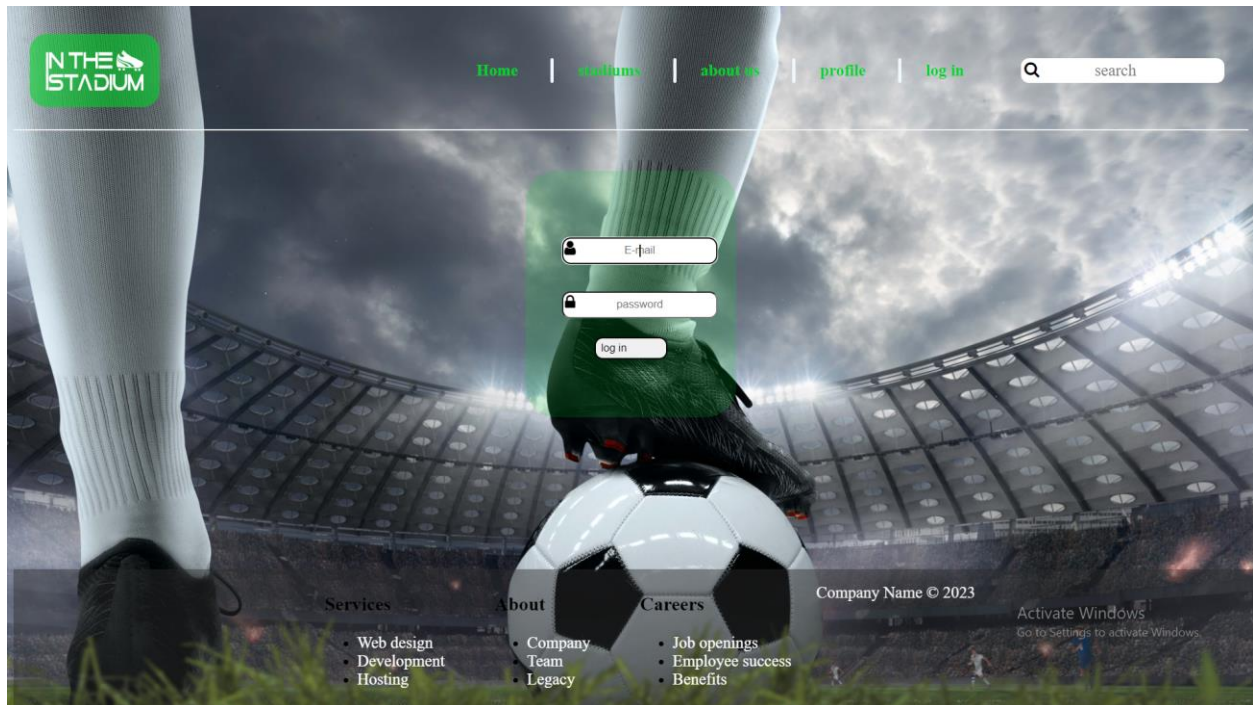 IN THE
STADIUM
Home | stadiums | about us | profile | log in
search
E-mail
password
log in
Services
Web design
Development
Hosting
About
Company
Team
Legacy
Careers
Job openings
Employee success
Benefits
Company Name © 2023
Activate Windows
Go to Settings to activate Windows.